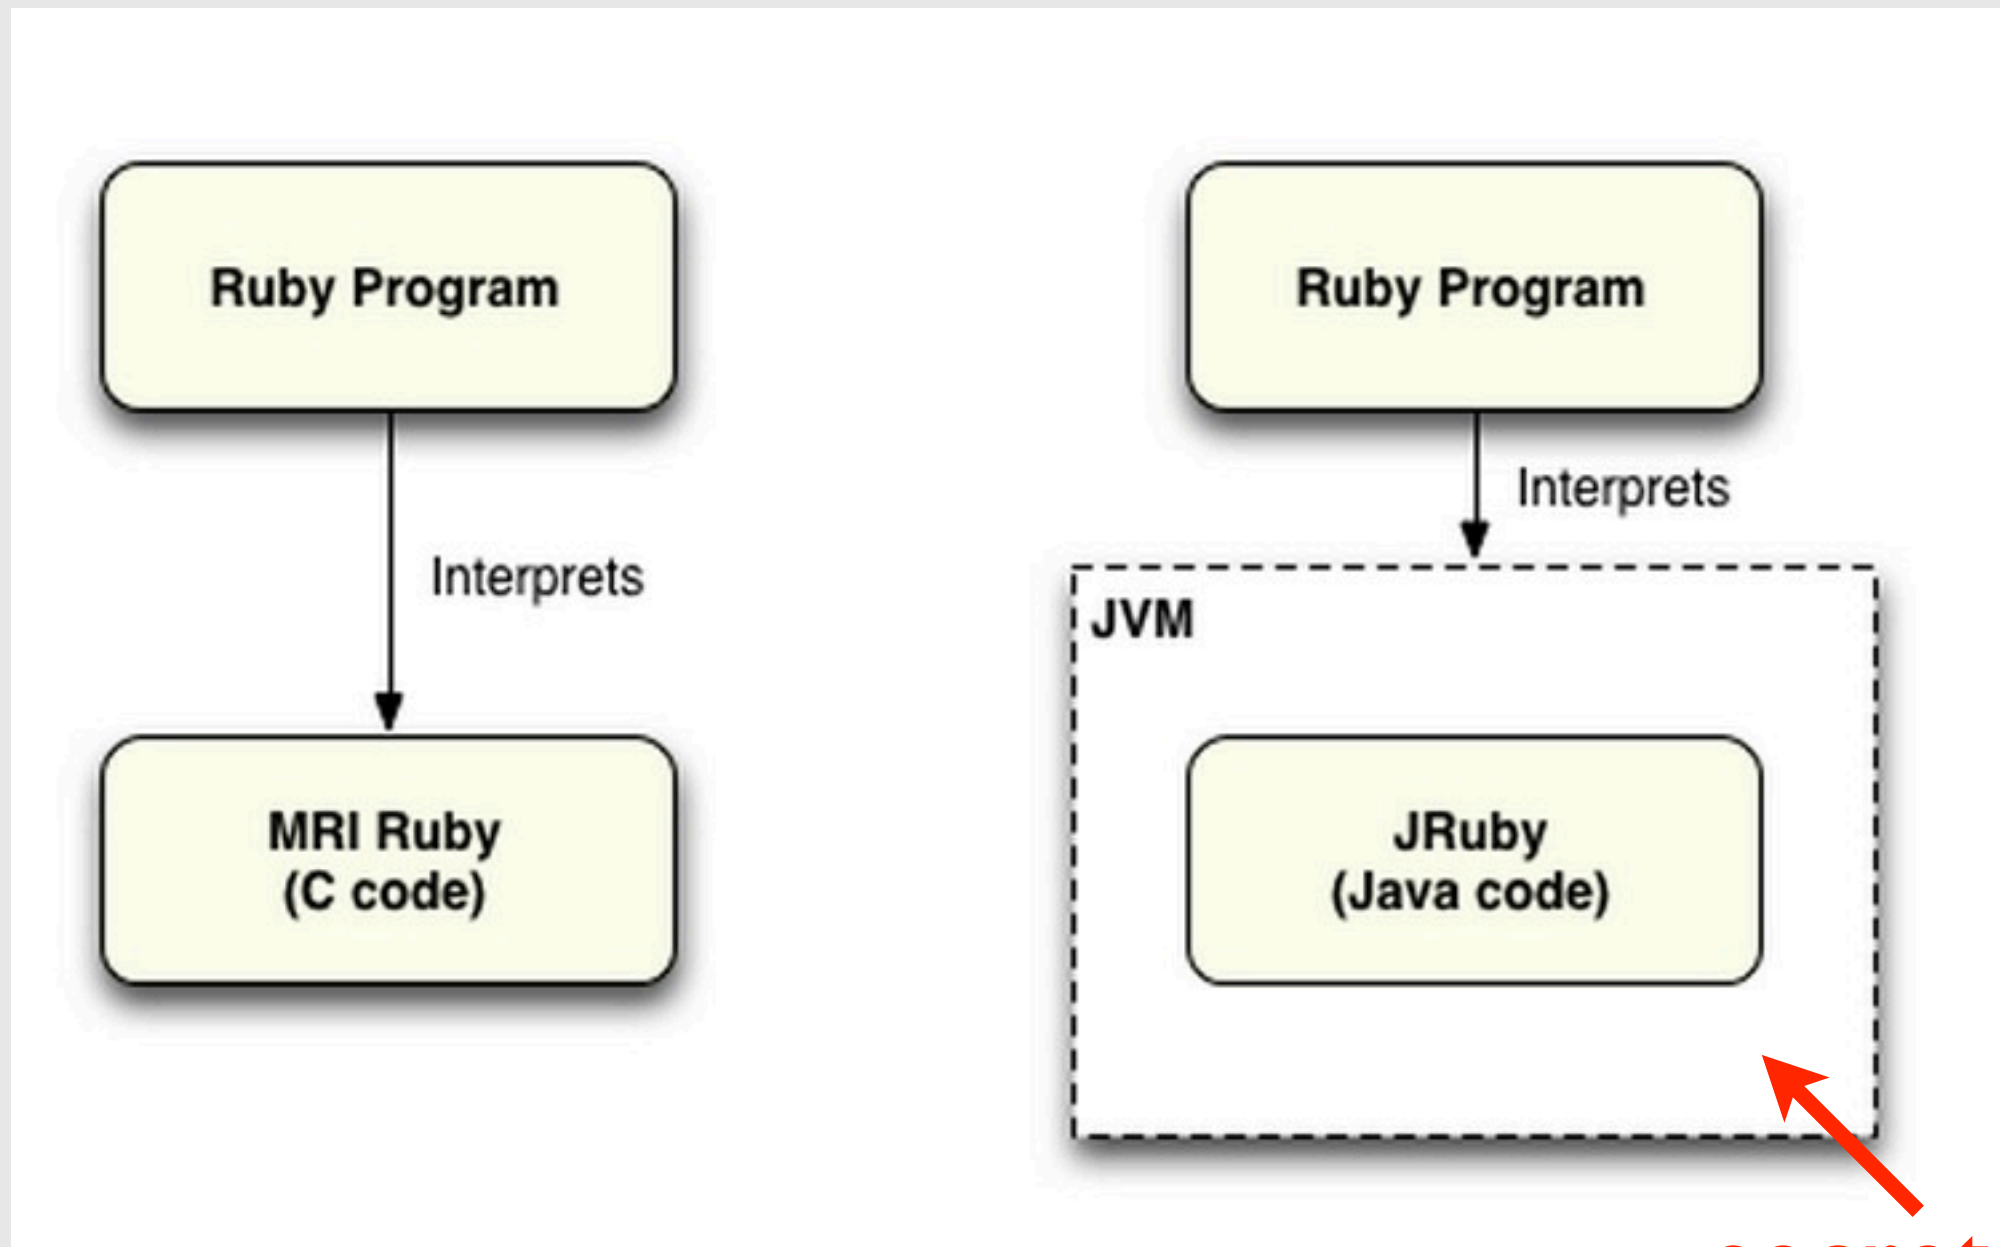 Ruby Program
Interprets
MRI Ruby
(C code)
Ruby Program
Interprets
JVM
JRuby
(Java code)